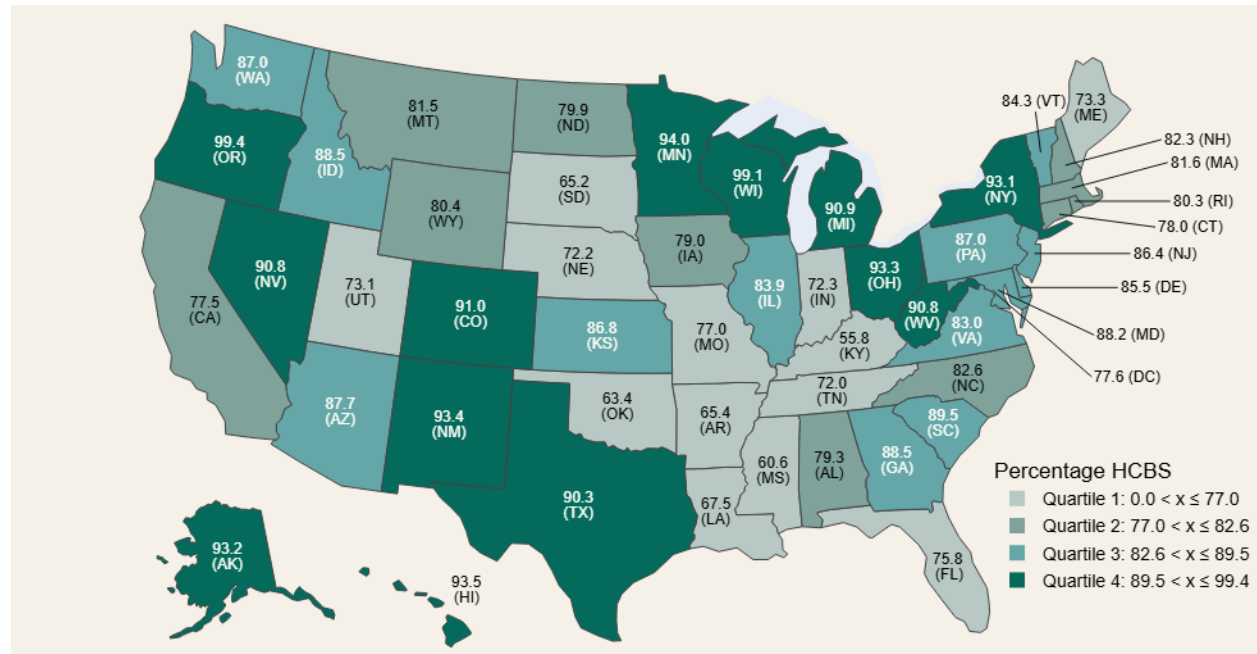 87.0
(WA)
81.5
(MT)
79.9
(ND)
94.0
(MN)
84.3 (VT)
73.3
(ME)
82.3 (NH)
81.6 (MA)
80.3 (RI)
78.0 (CT)
99.4
(OR)
88.5
(ID)
65.2
(SD)
99.1
(WI)
90.9
(MI)
93.1
(NY)
80.4
(WY)
72.2
(NE)
79.0
(IA)
87.0
(PA)
86.4 (NJ)
90.8
(NV)
73.1
(UT)
91.0
(CO)
83.9
(IL)
72.3
(IN)
93.3
(OH)
85.5 (DE)
77.5
(CA)
86.8
(KS)
77.0
(MO)
55.8
(KY)
90.8
(WV)
83.0
(VA)
88.2 (MD)
77.6 (DC)
87.7
(AZ)
93.4
(NM)
63.4
(OK)
65.4
(AR)
72.0
(TN)
82.6
(NC)
89.5
(SC)
90.3
(TX)
67.5
(LA)
60.6
(MS)
79.3
(AL)
88.5
(GA)
75.8
(FL)
93.2
(AK)
93.5
(HI)
Percentage HCBS
Quartile 1: 0.0 < x ≤ 77.0
Quartile 2: 77.0 < x ≤ 82.6
Quartile 3: 82.6 < x ≤ 89.5
Quartile 4: 89.5 < x ≤ 99.4